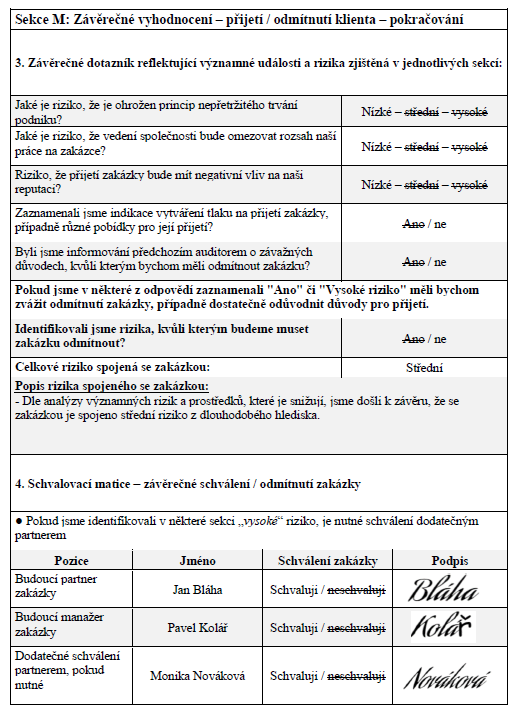 Sekce M: Závěrečné vyhodnocení – přijetí / odmítnutí klienta – pokračování
3. Závěrečné dotazník reflektující významné události a rizika zjištěná v jednotlivých sekcí:
Jaké je riziko, že je ohrožen princip nepřetržitého trvání
podniku?
Nízké – střední – vysoké
Jaké je riziko, že vedení společnosti bude omezovat rozsah naší
práce na zakázce?
Nízké – střední – vysoké
Riziko, že přijetí zakázky bude mít negativní vliv na naši
reputaci?
Nízké – střední – vysoké
Zaznamenali jsme indikace vytváření tlaku na přijetí zakázky,
případně různé pobídky pro její přijetí?
Ano / ne
Byli jsme informování předchozím auditorem o závažných
důvodech, kvůli kterým bychom měli odmítnout zakázku?
Ano / ne
Pokud jsme v některé z odpovědí zaznamenali "Ano" či "Vysoké riziko" měli bychom
zvážit odmítnutí zakázky, případně dostatečně odůvodnit důvody pro přijetí.
Identifikovali jsme rizika, kvůli kterým budeme muset
zakázku odmítnout?
Ano / ne
Celkové riziko spojená se zakázkou:
Střední
Popis rizika spojeného se zakázkou:
- Dle analýzy významných rizik a prostředků, které je snižují, jsme došli k závěru, že se
zakázkou je spojeno střední riziko z dlouhodobého hlediska.
4. Schvalovací matice – závěrečné schválení / odmítnutí zakázky
● Pokud jsme identifikovali v některé sekci „vysoké“ riziko, je nutné schválení dodatečným
partnerem
Pozice Jméno Schválení zakázky Podpis
Budoucí partner
zakázky
Jan Bláha Schvaluji / neschvaluji Bláha
Budoucí manažer
zakázky
Pavel Kolář Schvaluji / neschvaluji Kolář
Dodatečné schválení
partnerem, pokud
nutné
Monika Nováková Schvaluji / neschvaluji Nováková